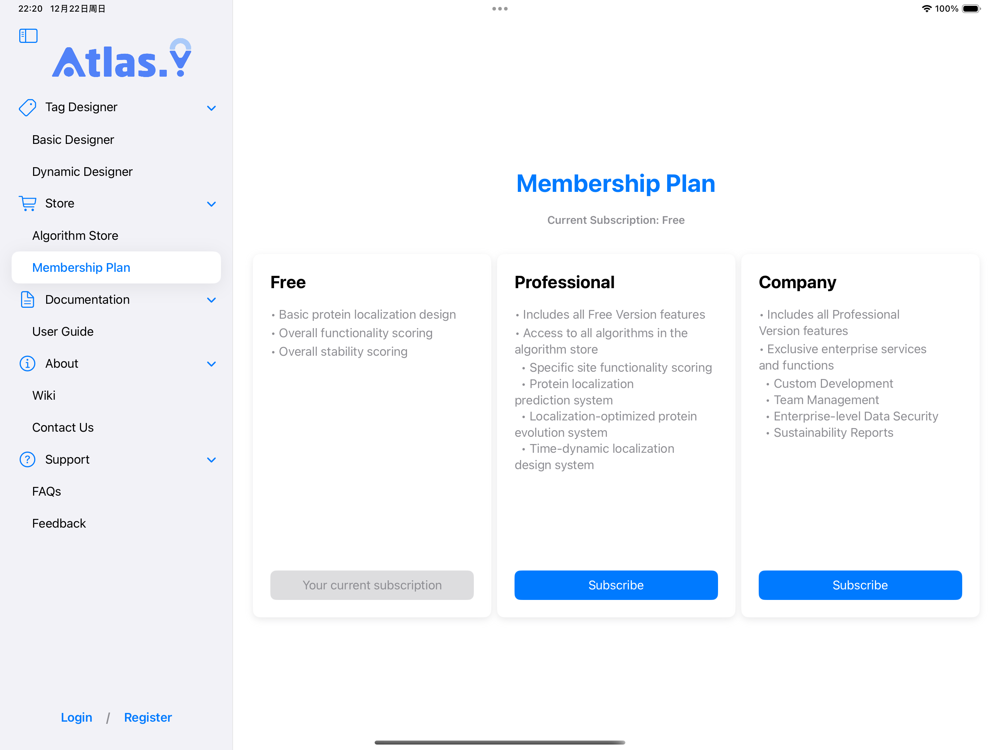 22:20 12月22日周日
100%
Atlas.
Tag Designer
Basic Designer
Dynamic Designer
Store
Algorithm Store
Membership Plan
Documentation
User Guide
About
Wiki
Contact Us
Support
FAQs
Feedback
Login / Register
Membership Plan
Current Subscription: Free
Free
• Basic protein localization design
• Overall functionality scoring
• Overall stability scoring
Your current subscription
Professional
• Includes all Free Version features
• Access to all algorithms in the
algorithm store
• Specific site functionality scoring
• Protein localization
prediction system
• Localization-optimized protein
evolution system
• Time-dynamic localization
design system
Subscribe
Company
• Includes all Professional
Version features
• Exclusive enterprise services
and functions
• Custom Development
• Team Management
• Enterprise-level Data Security
• Sustainability Reports
Subscribe